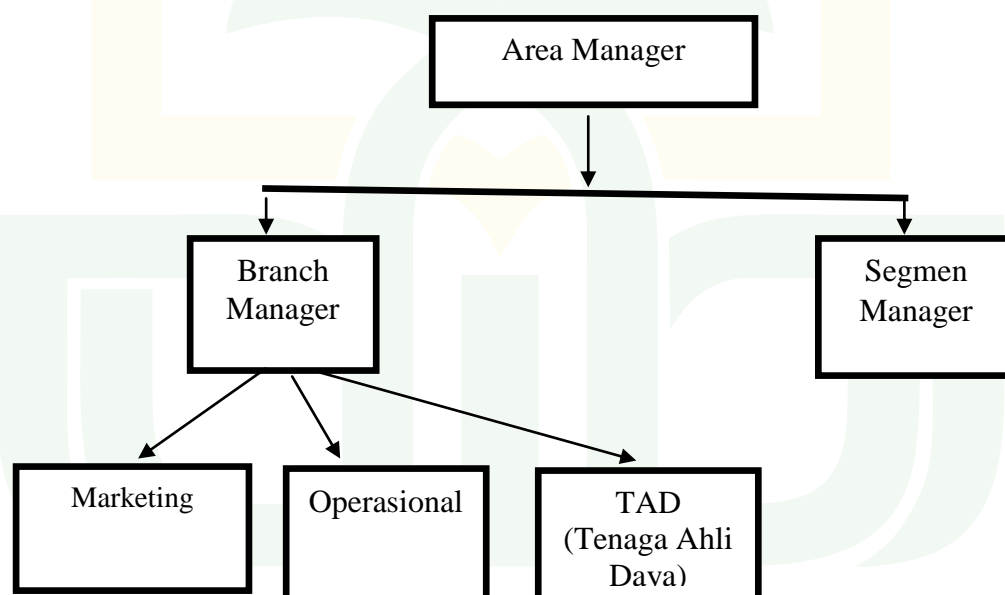 Area Manager
Branch
Manager
Segmen
Manager
Marketing
Operasional
TAD
(Tenaga Ahli
Daya)